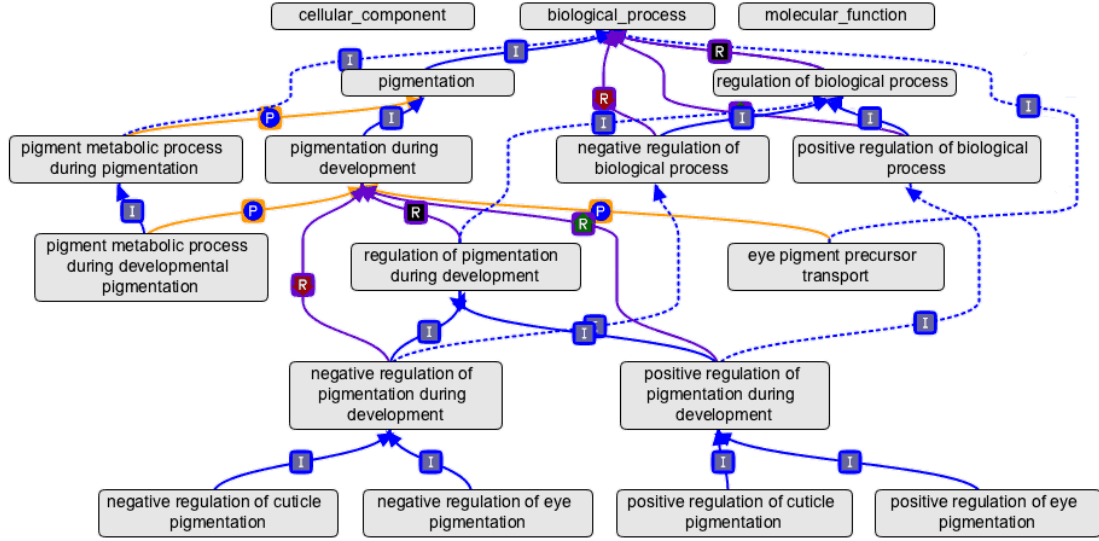 cellular_component
biological_process
molecular_function
I
R
pigmentation
regulation of biological process
I
R
I
P
I
I
I
I
pigment metabolic process
during pigmentation
pigmentation during
development
negative regulation of
biological process
positive regulation of biological
process
I
P
R
P
R
pigment metabolic process
during developmental
pigmentation
regulation of pigmentation
during development
eye pigment precursor
transport
R
I
I
I
I
negative regulation of
pigmentation during
development
positive regulation of
pigmentation during
development
I
I
I
I
negative regulation of cuticle
pigmentation
negative regulation of eye
pigmentation
positive regulation of cuticle
pigmentation
positive regulation of eye
pigmentation